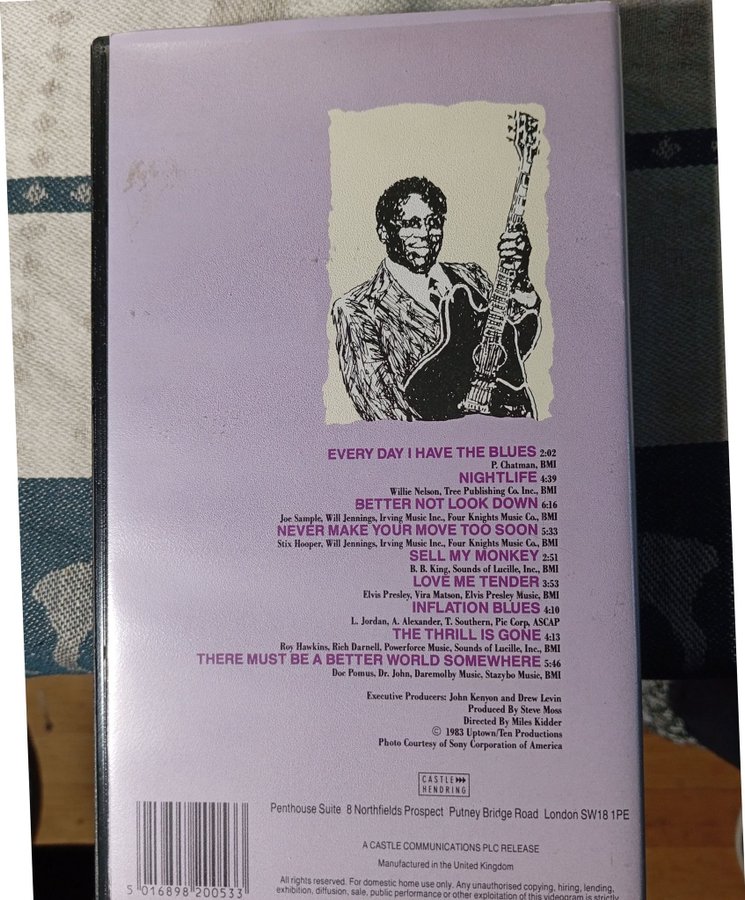 EVERY DAY I HAVE THE BLUES 2:02
P. Chatman, BMI
NIGHTLIFE 4:39
Willie Nelson, Tree Publishing Co. Inc., BMI
BETTER NOT LOOK DOWN 6:16
Joe Sample, Will Jennings, Irving Music Inc., Four Knights Music Co., BMI
NEVER MAKE YOUR MOVE TOO SOON 5:33
Stix Hooper, Will Jennings, Irving Music Inc., Four Knights Music Co., BMI
SELL MY MONKEY 2:51
B. B. King, Sounds of Lucille, Inc., BMI
LOVE ME TENDER 3:53
Elvis Presley, Vira Matson, Elvis Presley Music, BMI
INFLATION BLUES 4:10
L. Jordan, A. Alexander, T. Southern, Pic Corp, ASCAP
THE THRILL IS GONE 4:13
Roy Hawkins, Rich Darnell, Powerforce Music, Sounds of Lucille, Inc., BMI
THERE MUST BE A BETTER WORLD SOMEWHERE 5:46
Doc Pomus, Dr. John, Daremolby Music, Stazybo Music, BMI
Executive Producers: John Kenyon and Drew Levin
Produced By Steve Moss
Directed By Miles Kidder
© 1983 Uptown/Ten Productions
Photo Courtesy of Sony Corporation of America
CASTLE
HENDRING
Penthouse Suite 8 Northfields Prospect Putney Bridge Road London SW18 1PE
A CASTLE COMMUNICATIONS PLC RELEASE
Manufactured in the United Kingdom
5 016898 200533
All rights reserved. For domestic home use only. Any unauthorised copying, hiring, lending,
exhibition, diffusion, sale, public performance or other exploitation of this videogram is strictly